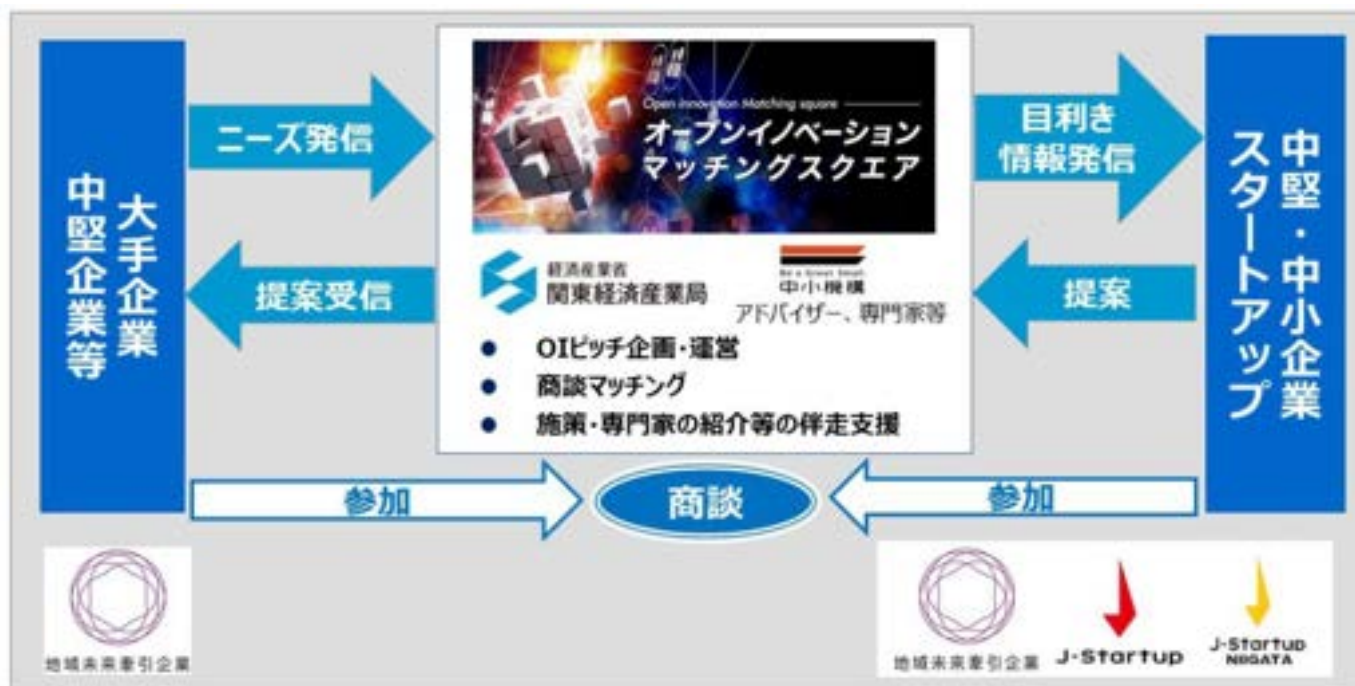 大手企業
中堅企業等
ニーズ発信
提案受信
Open innovation Matching square
オープンイノベーション
マッチングスクエア
経済産業省
関東経済産業局
Be a Great Small
中小機構
アドバイザー、専門家等
● OIピッチ企画・運営
● 商談マッチング
● 施策・専門家の紹介等の伴走支援
目利き
情報発信
提案
中堅・中小企業
スタートアップ
参加
商談
参加
地域未来牽引企業
地域未来牽引企業
J-Startup
J-Startup
NIIGATA